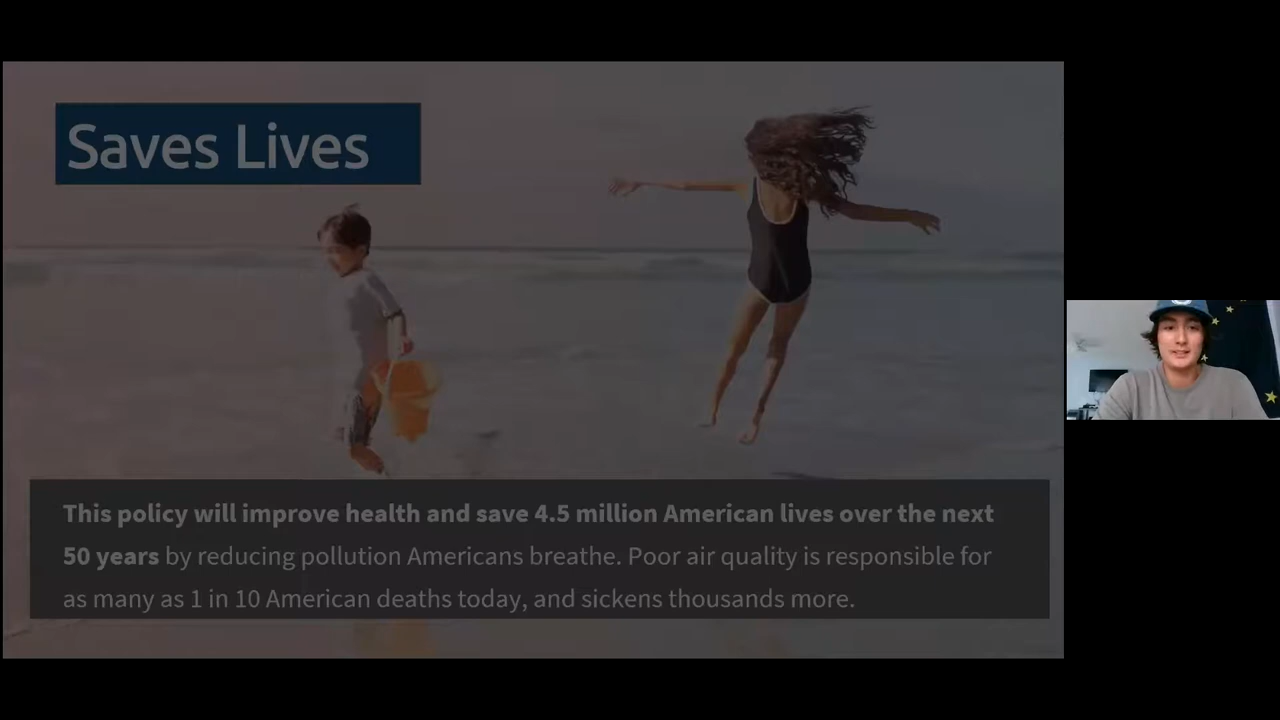 Saves Lives
This policy will improve health and save 4.5 million American lives over the next
50 years by reducing pollution Americans breathe. Poor air quality is responsible for
as many as 1 in 10 American deaths today, and sickens thousands more.